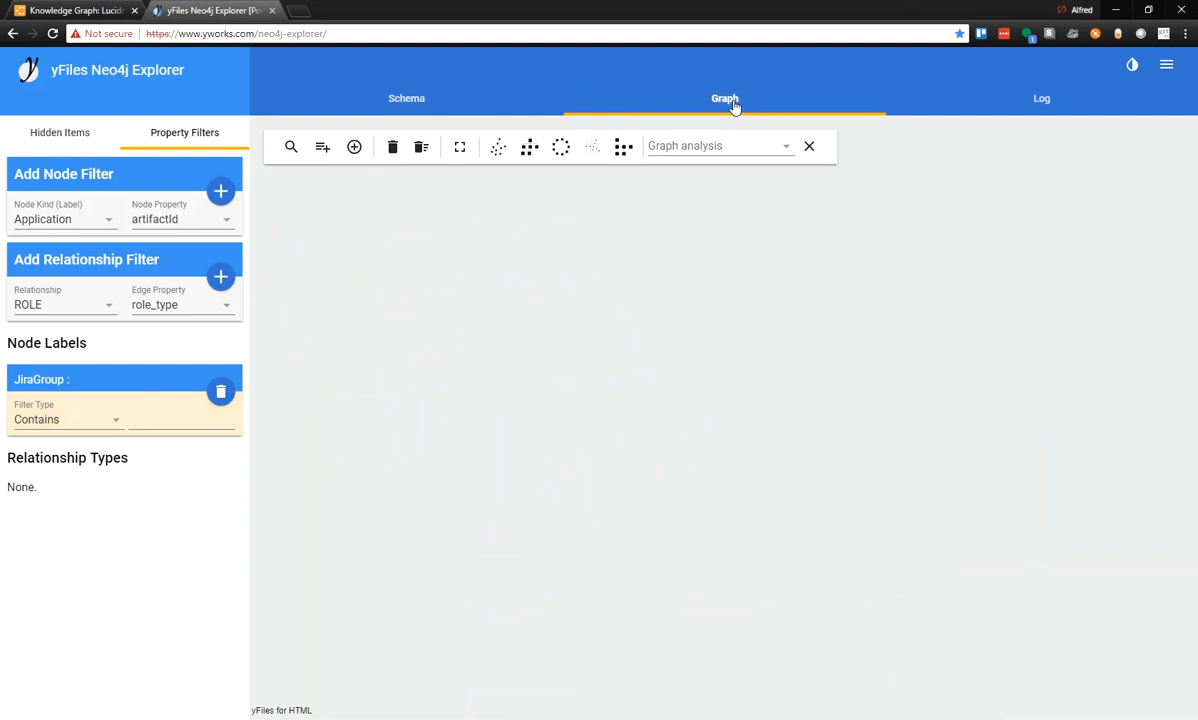 Knowledge Graph: Lucid
yFiles Neo4j Explorer [Po
Alfred
Not secure
https://www.yworks.com/neo4j-explorer/
1
yFiles Neo4j Explorer
Schema
Graph
Log
Hidden Items
Property Filters
Graph analysis
Add Node Filter
Node Kind (Label)
Node Property
Application
artifactId
Add Relationship Filter
Relationship
Edge Property
ROLE
role_type
Node Labels
JiraGroup :
Filter Type
Contains
Relationship Types
None.
yFiles for HTML